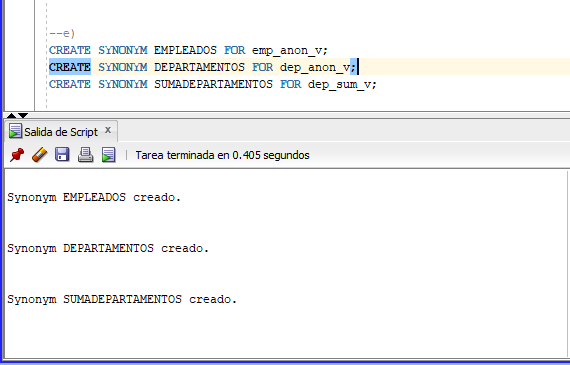 --e)
CREATE SYNONYM EMPLEADOS FOR emp_anon_v;
CREATE SYNONYM DEPARTAMENTOS FOR dep_anon_v;
CREATE SYNONYM SUMADEPARTAMENTOS FOR dep_sum_v;
Salida de Script x
Tarea terminada en 0.405 segundos
Synonym EMPLEADOS creado.
Synonym DEPARTAMENTOS creado.
Synonym SUMADEPARTAMENTOS creado.